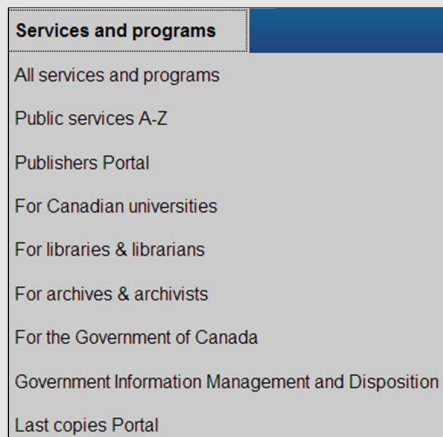 Services and programs
All services and programs
Public services A-Z
Publishers Portal
For Canadian universities
For libraries & librarians
For archives & archivists
For the Government of Canada
Government Information Management and Disposition
Last copies Portal